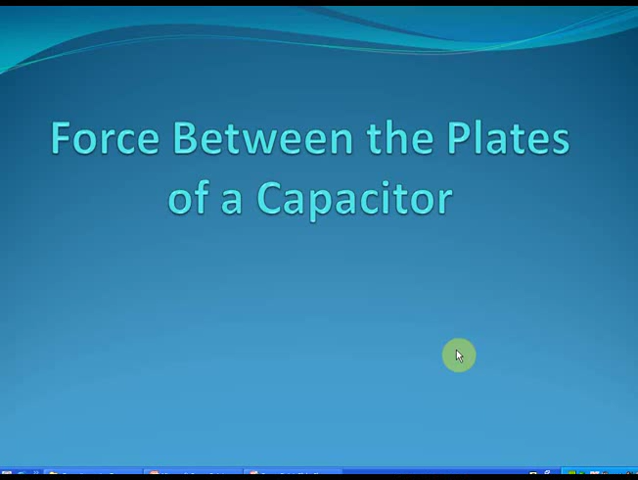 Force Between the Plates
of a Capacitor